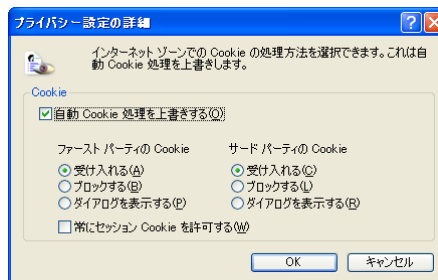 プライバシー設定の詳細
インターネット ゾーンでの Cookie の処理方法を選択できます。これは自
動 Cookie 処理を上書きします。
Cookie
自動 Cookie 処理を上書きする(O)
ファースト パーティの Cookie サード パーティの Cookie
受け入れる(A) 受け入れる(C)
ブロックする(B) ブロックする(L)
ダイアログを表示する(P) ダイアログを表示する(R)
常にセッション Cookie を許可する(W)
OK キャンセル